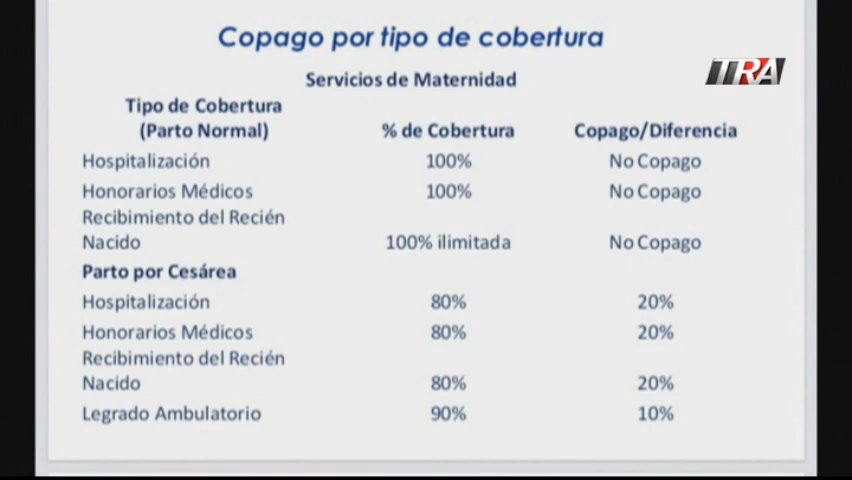 Copago por tipo de cobertura
TRA
Servicios de Maternidad
Tipo de Cobertura
(Parto Normal) % de Cobertura Copago/Diferencia
Hospitalización 100% No Copago
Honorarios Médicos 100% No Copago
Recibimiento del Recién
Nacido 100% ilimitada No Copago
Parto por Cesárea
Hospitalización 80% 20%
Honorarios Médicos 80% 20%
Recibimiento del Recién
Nacido 80% 20%
Legrado Ambulatorio 90% 10%